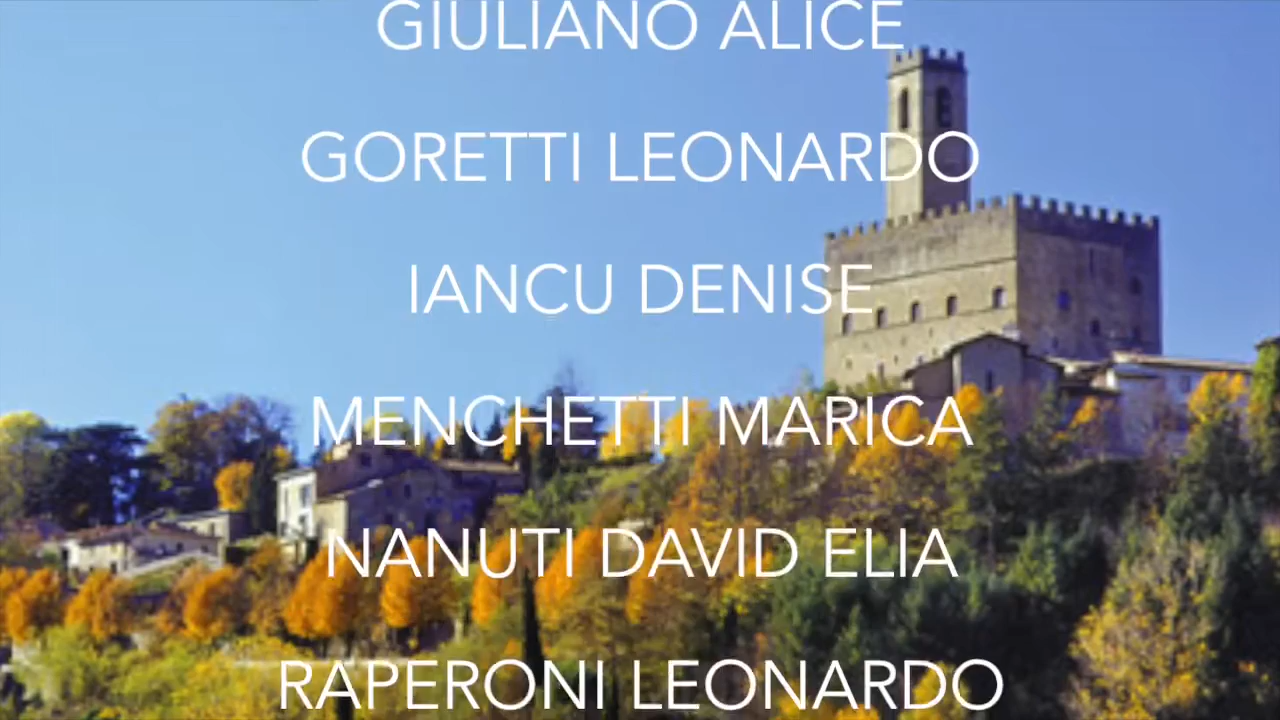 GIULIANO ALICE
GORETTI LEONARDO
IANCU DENISE
MENCHETTI MARICA
NANUTI DAVID ELIA
RAPERONI LEONARDO